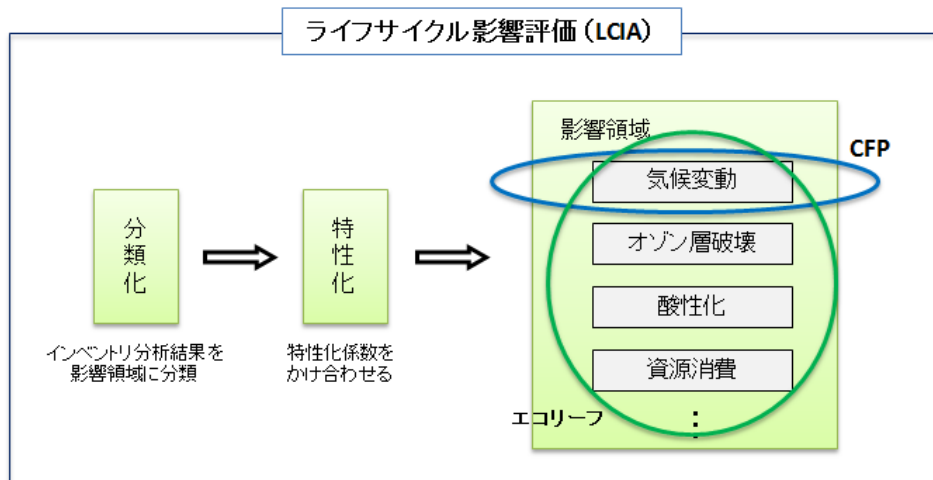 ライフサイクル影響評価（LCIA）
影響領域
CFP
気候変動
分類化
特性化
オゾン層破壊
酸性化
インベントリ分析結果を
影響領域に分類
特性化係数を
かけ合わせる
資源消費
エコリーフ
：